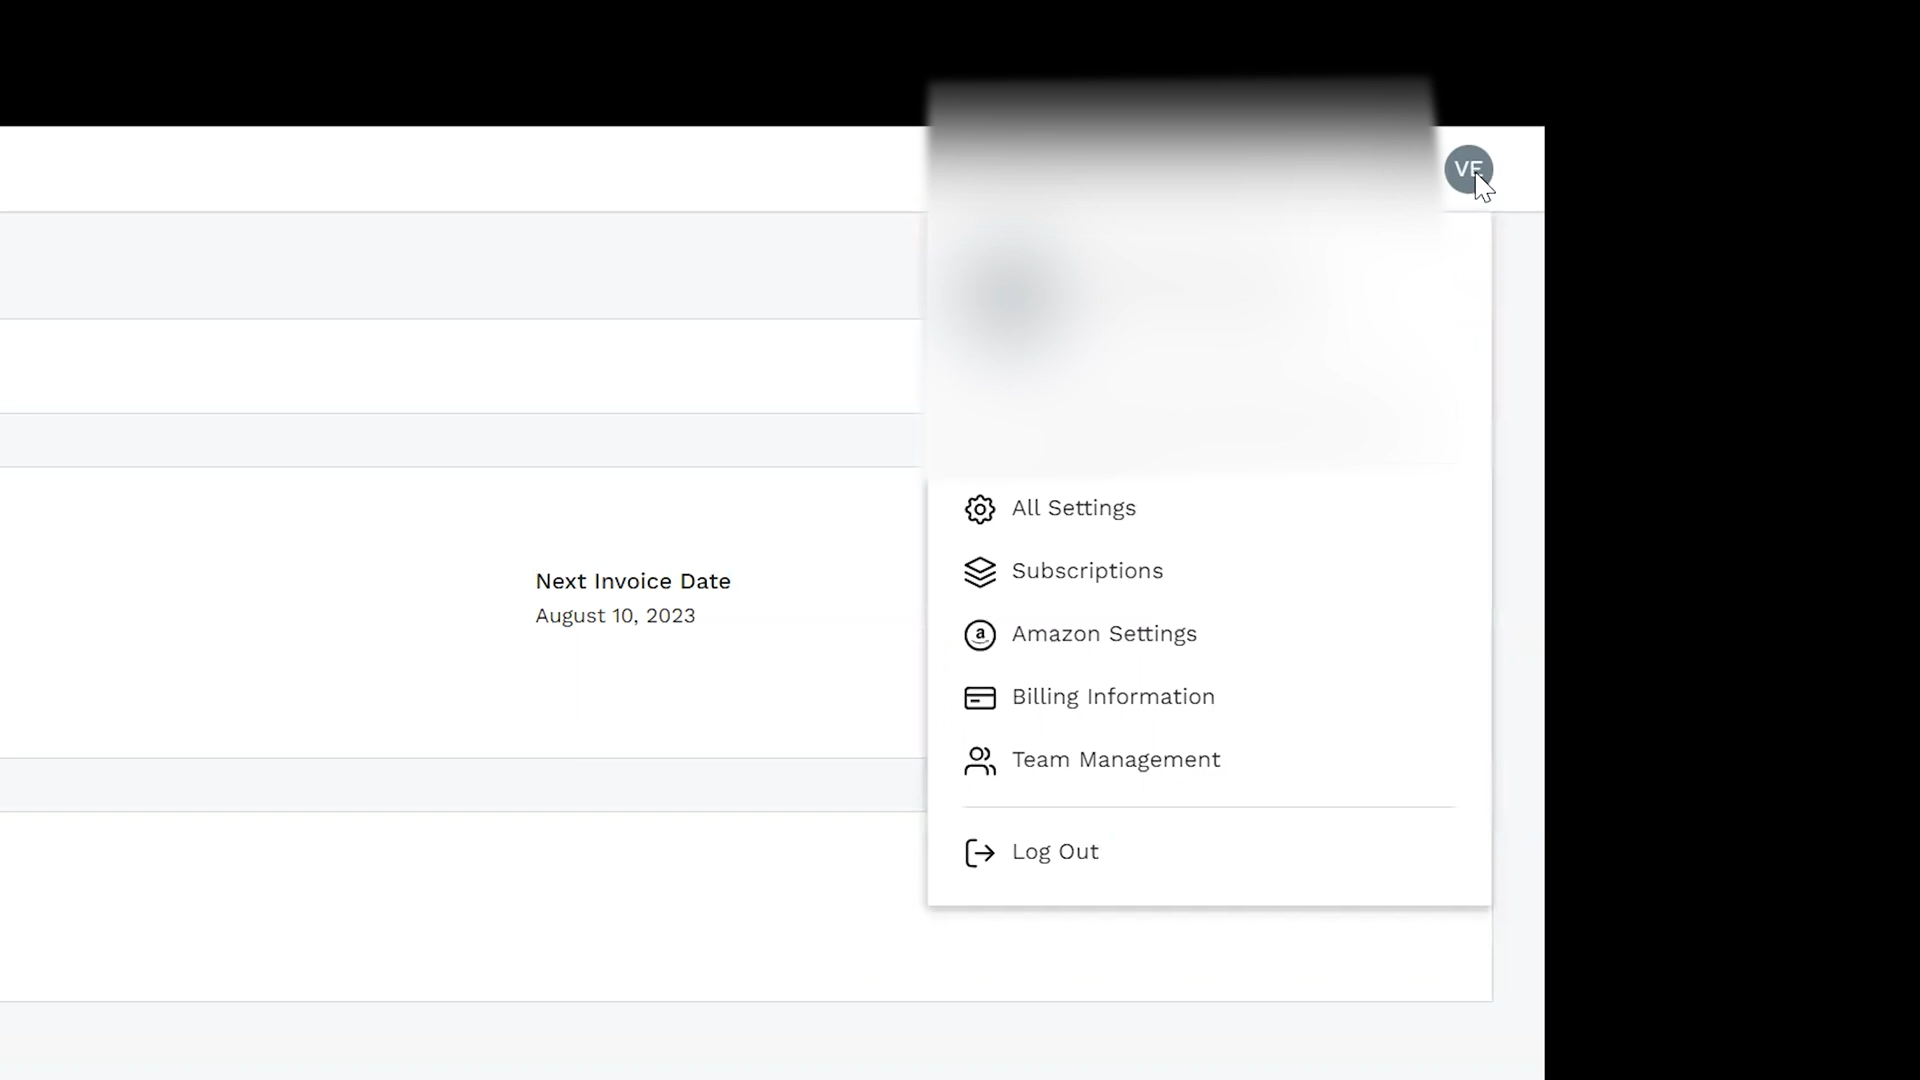 VE
All Settings
Subscriptions
Next Invoice Date
August 10, 2023
Amazon Settings
Billing Information
Team Management
Log Out